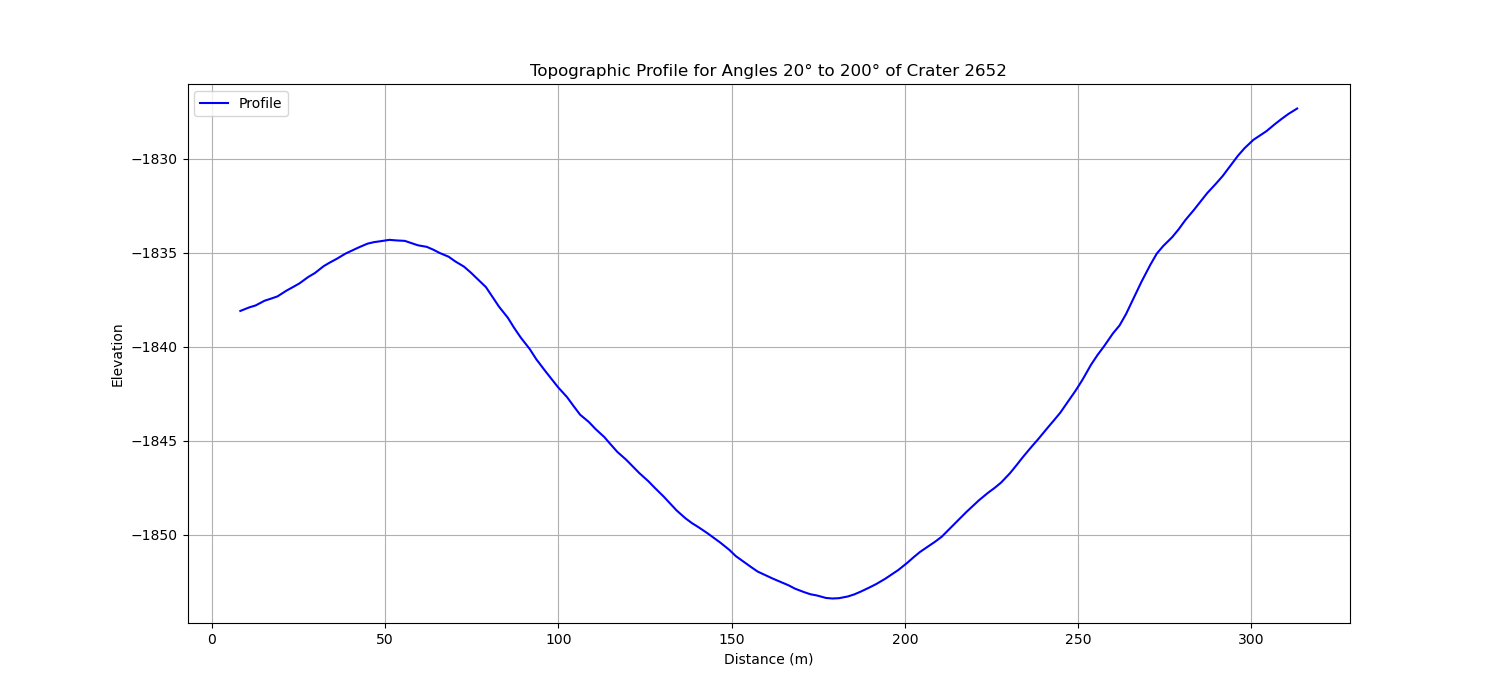 Topographic Profile for Angles 20° to 200° of Crater 2652
Profile
−1830
−1835
−1840
−1845
−1850
Elevation
0 50 100 150 200 250 300
Distance (m)